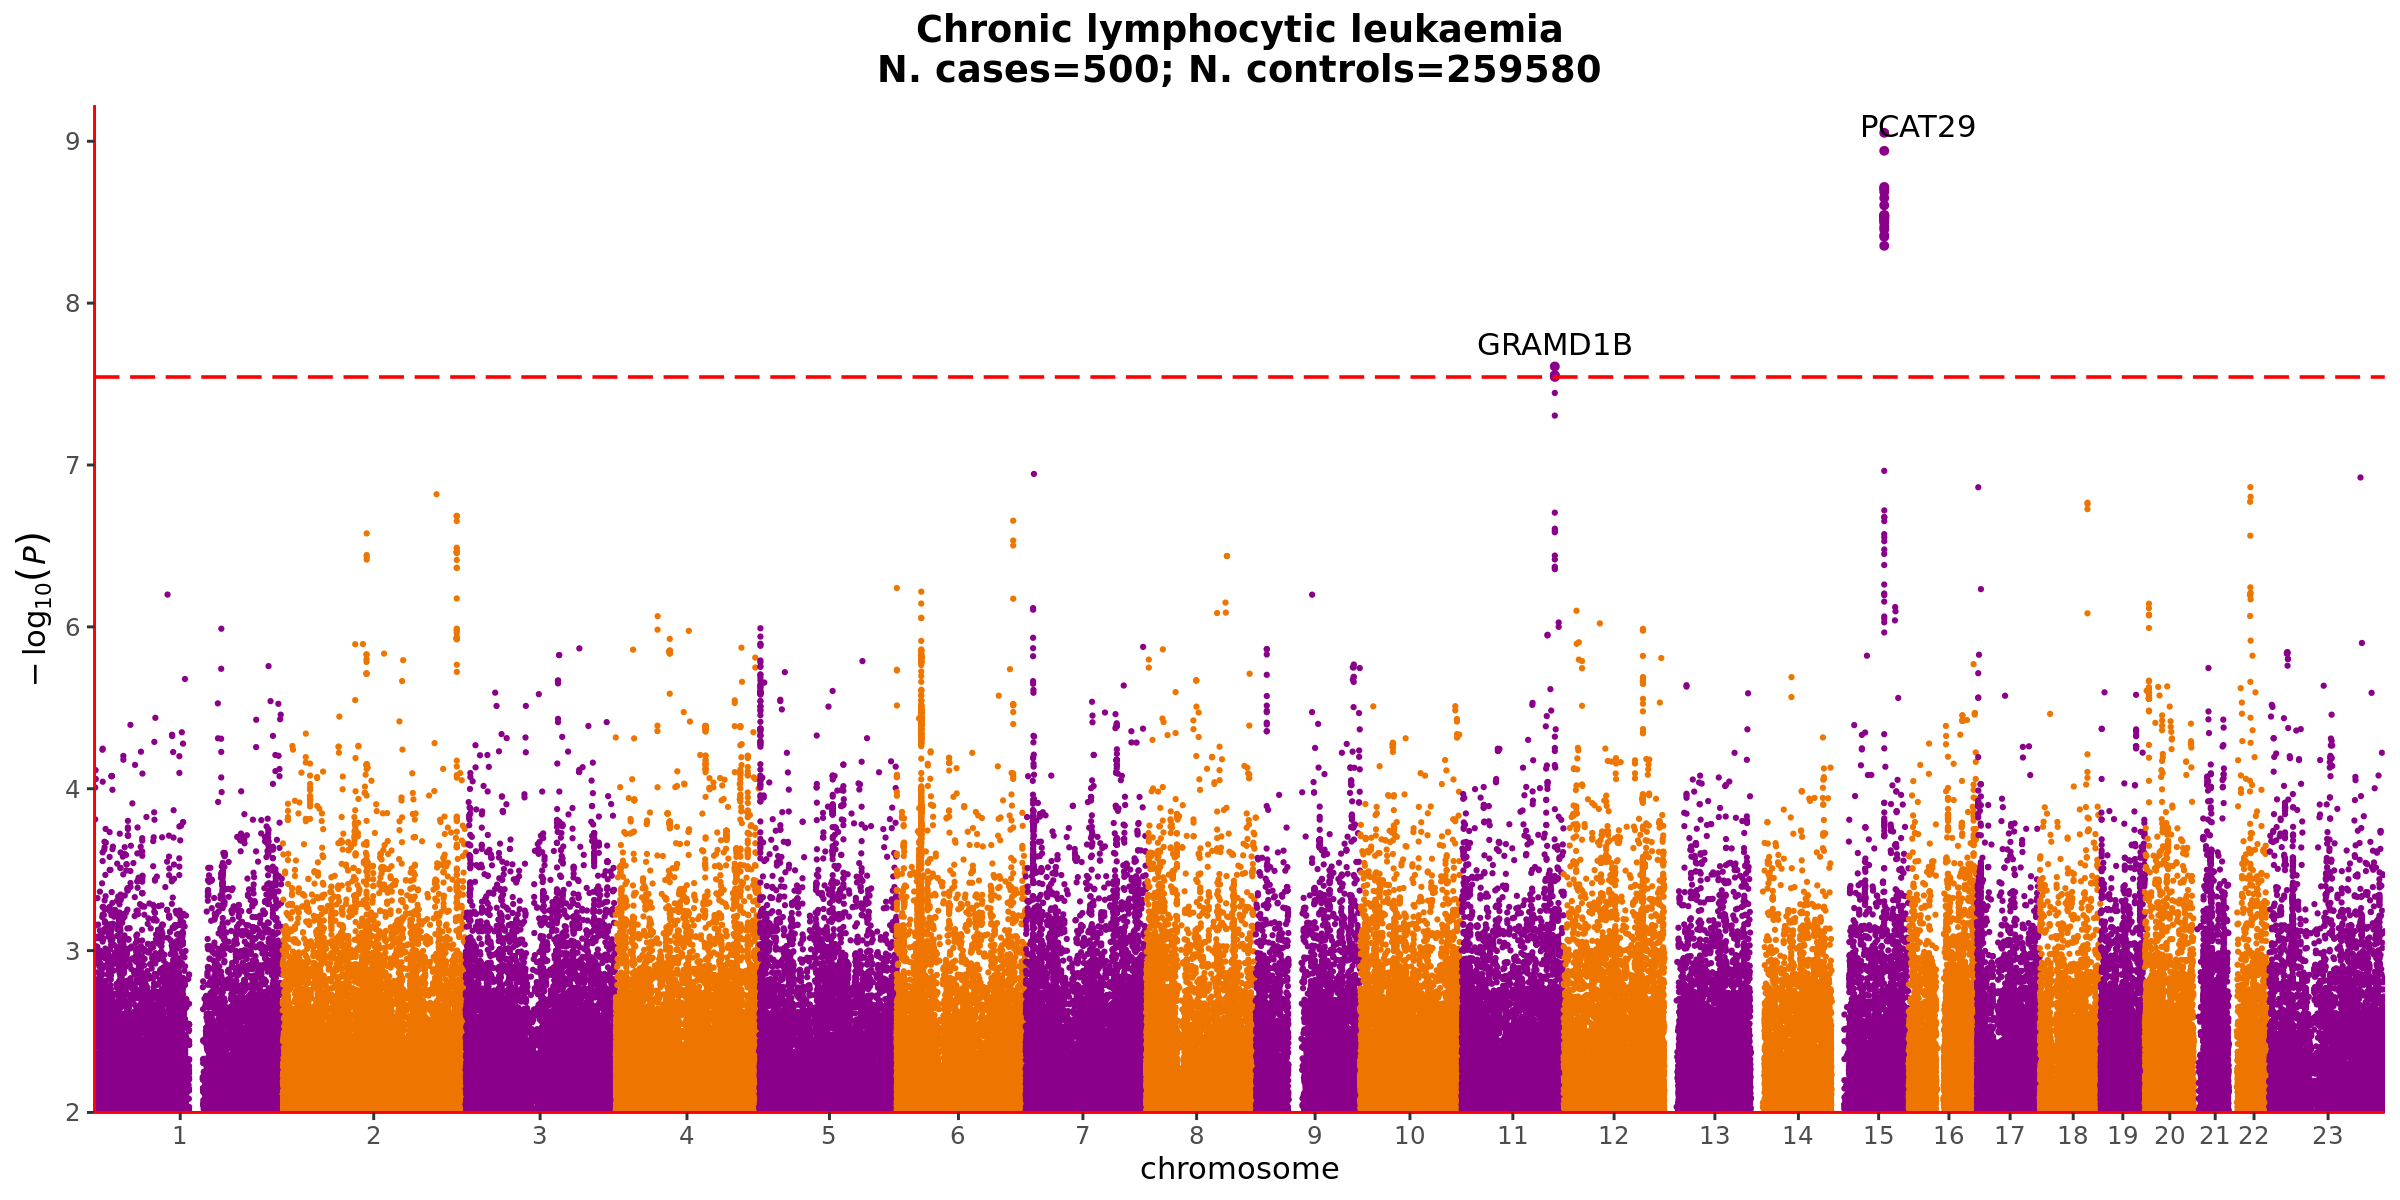 Chronic lymphocytic leukaemia
N. cases=500; N. controls=259580
PCAT29
GRAMD1B
9
8
7
6
4
3
2
−log10(P)
1 2 3 4 5 6 7 8 9 10 11 12 13 14 15 16 17 18 19 20 21 22 23
chromosome